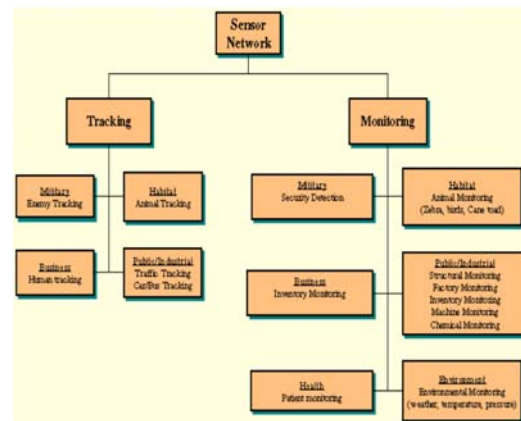 Sensor
Network
Tracking
Monitoring
Military
Enemy Tracking
Habitat
Animal Tracking
Business
Human tracking
Public/Industrial
Traffic Tracking
Car/Bus Tracking
Military
Security Detection
Habitat
Animal Monitoring
(Zebra, birds, Cane toad)
Business
Inventory Monitoring
Public/Industrial
Structural Monitoring
Factory Monitoring
Inventory Monitoring
Machine Monitoring
Chemical Monitoring
Health
Patient monitoring
Environment
Environmental Monitoring
(weather, temperature, pressure)